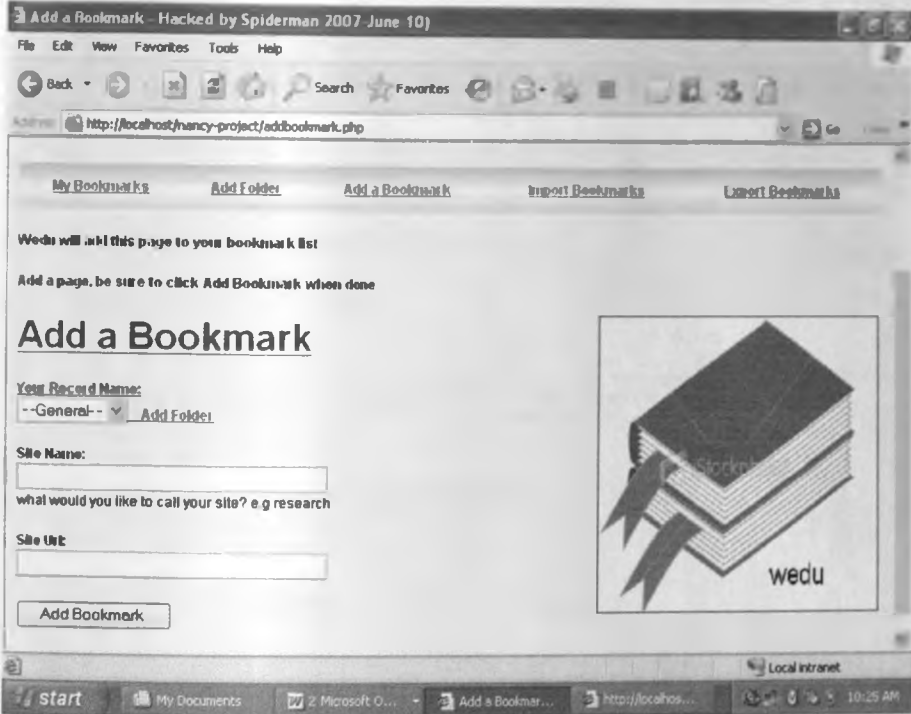 Add a Bookmark - Hacked by Spiderman 2007 June 10)
File Edit View Favorites Tools Help
Back Search Favorites
Address http://localhost/nancy-project/addbookmark.php Go
My Bookmarks Add Folder Add a Bookmark Import Bookmarks Export Bookmarks
Wedu will add this page to your bookmark list
Add a page, be sure to click Add Bookmark when done
Add a Bookmark
Your Record Name:
--General-- Add Folder
Site Name:
what would you like to call your site? e.g research
Site Url:
Add Bookmark
wedu
Local intranet
start My Documents 2 Microsoft O... Add a Bookmar... http://localhos... 10:25 AM